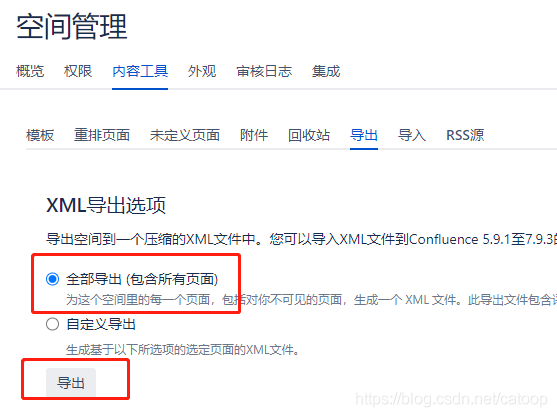 空间管理
概览 权限 内容工具 外观 审核日志 集成
模板 重排页面 未定义页面 附件 回收站 导出 导入 RSS源
XML导出选项
导出空间到一个压缩的XML文件中。您可以导入XML文件到Confluence 5.9.1至7.9.3的
全部导出 (包含所有页面)
为这个空间里的每一个页面，包括对你不可见的页面，生成一个 XML 文件。此导出文件包含
自定义导出
生成基于以下所选项的选定页面的XML文件。
导出
https://blog.csdn.net/catoop